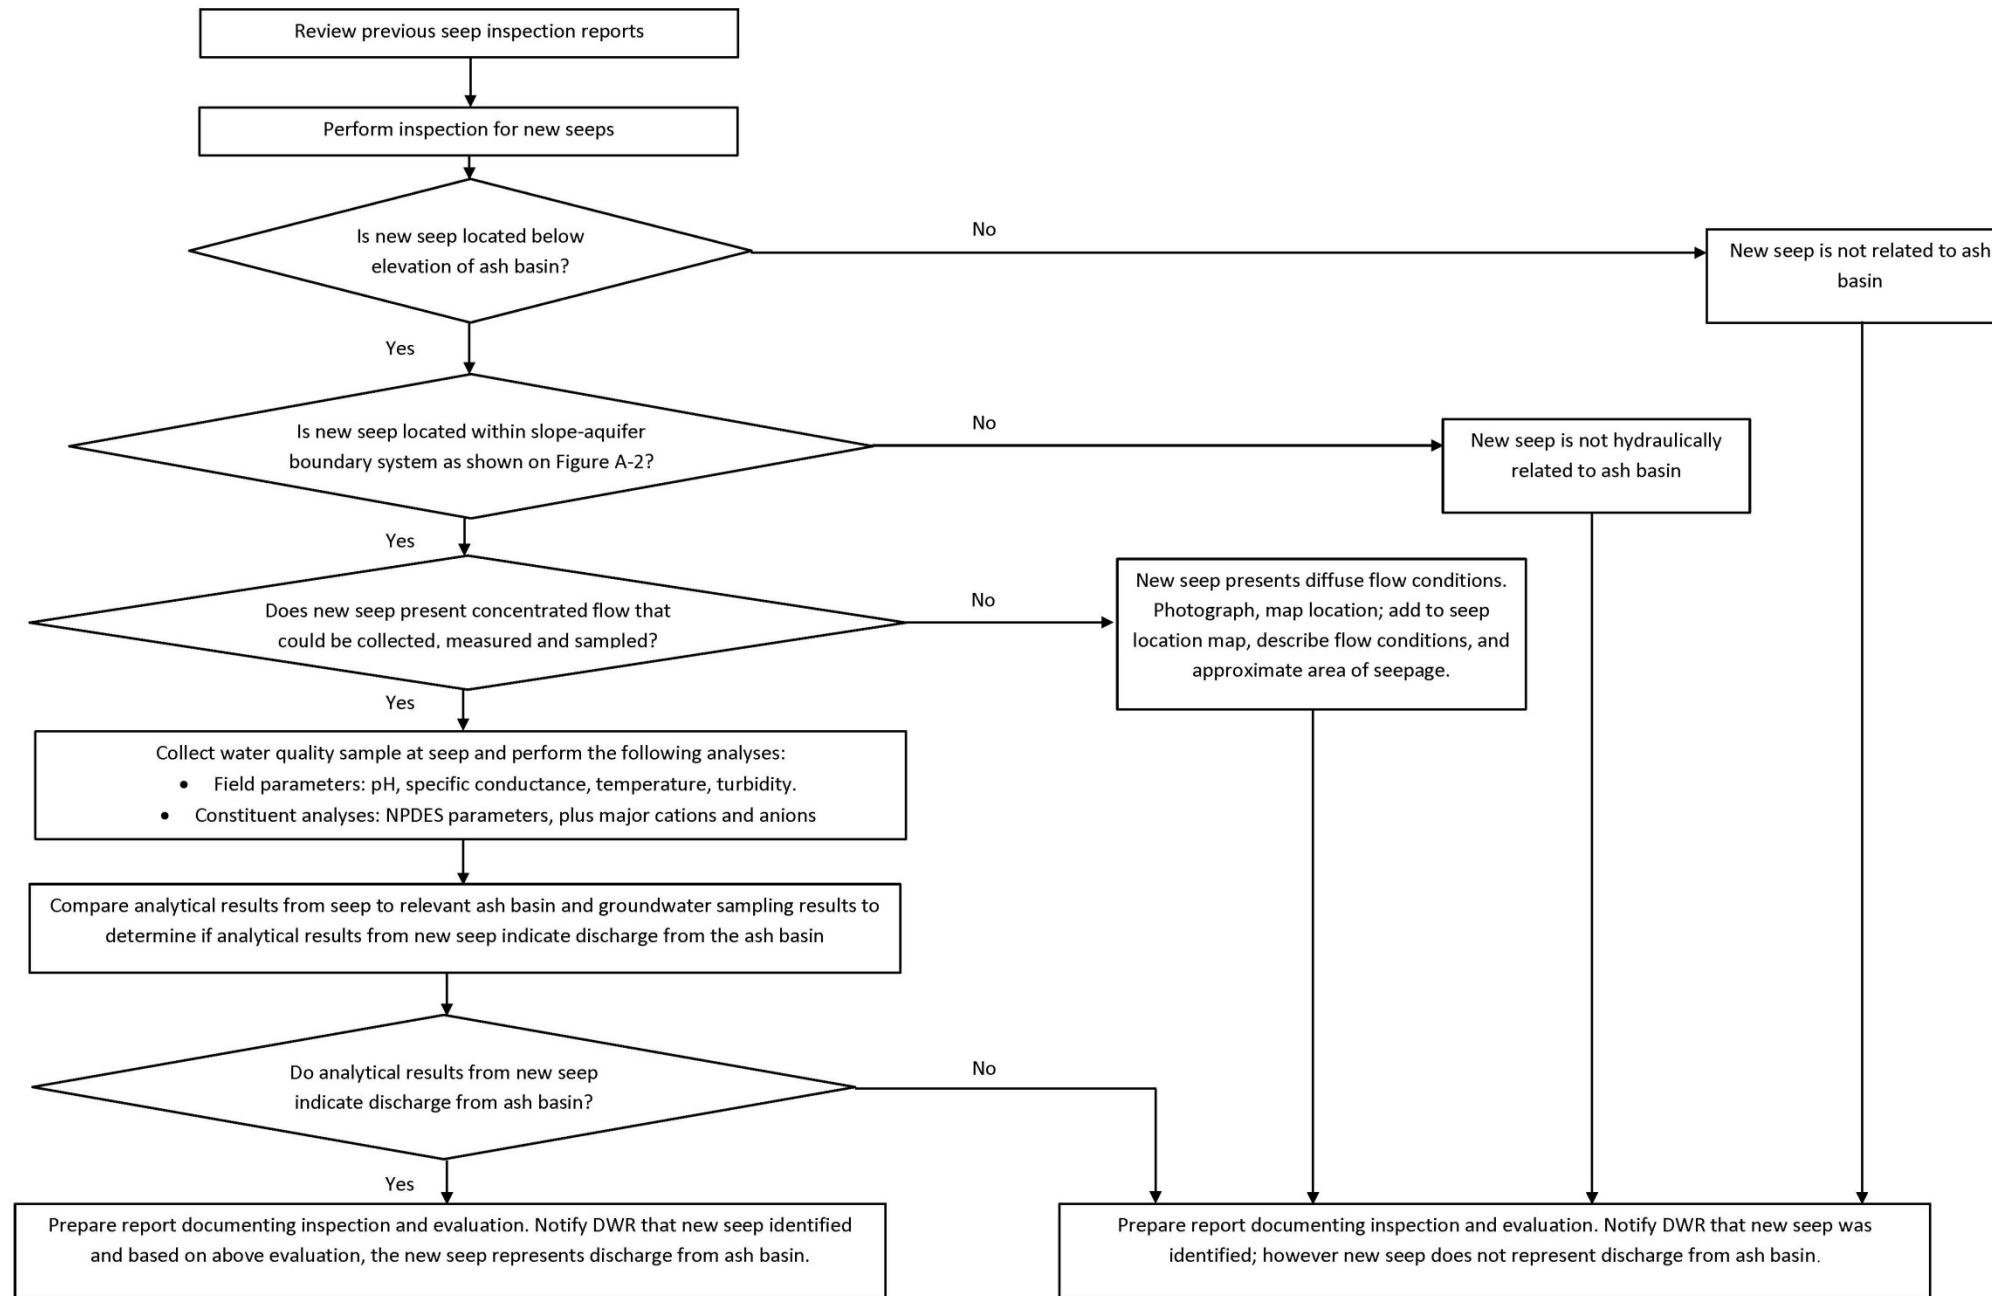 Review previous seep inspection reports
Perform inspection for new seeps
Is new seep located below
elevation of ash basin?
No
New seep is not related to ash
basin
Yes
Is new seep located within slope-aquifer
boundary system as shown on Figure A-2?
No
New seep is not hydraulically
related to ash basin
Yes
Does new seep present concentrated flow that
could be collected, measured and sampled?
No
New seep presents diffuse flow conditions.
Photograph, map location; add to seep
location map, describe flow conditions, and
approximate area of seepage.
Yes
Collect water quality sample at seep and perform the following analyses:
• Field parameters: pH, specific conductance, temperature, turbidity.
• Constituent analyses: NPDES parameters, plus major cations and anions
Compare analytical results from seep to relevant ash basin and groundwater sampling results to
determine if analytical results from new seep indicate discharge from the ash basin
Do analytical results from new seep
indicate discharge from ash basin?
No
Yes
Prepare report documenting inspection and evaluation. Notify DWR that new seep identified
and based on above evaluation, the new seep represents discharge from ash basin.
Prepare report documenting inspection and evaluation. Notify DWR that new seep was
identified; however new seep does not represent discharge from ash basin.